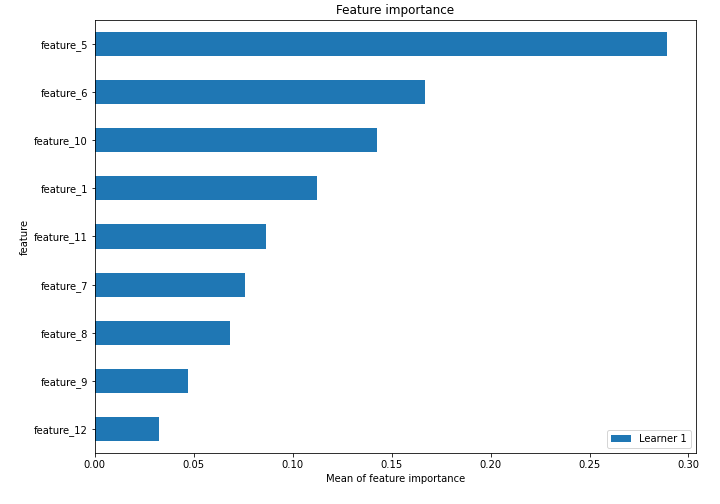 Feature importance
feature_5
feature_6
feature_10
feature_1
feature_11
feature_7
feature_8
feature_9
feature_12
feature
Learner 1
0.00 0.05 0.10 0.15 0.20 0.25 0.30
Mean of feature importance